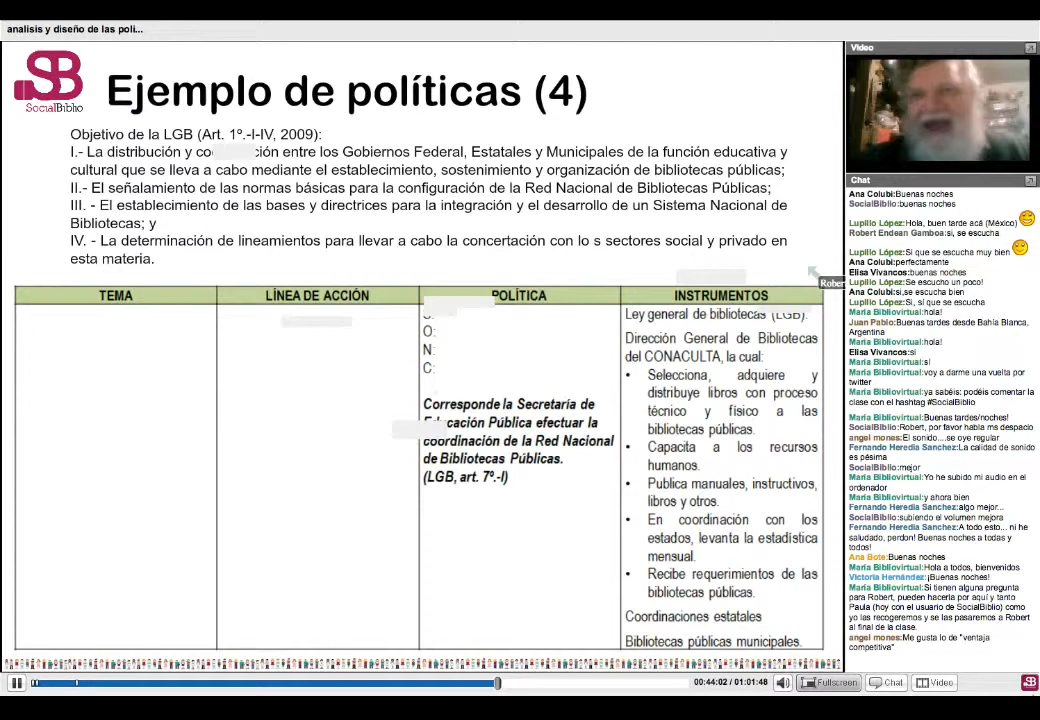 analisis y diseño de las poli...
SB
SocialBiblio
Ejemplo de políticas (4)
Objetivo de la LGB (Art. 1º.-I-IV, 2009):
I.- La distribución y ción entre los Gobiernos Federal, Estatales y Municipales de la función educativa y
cultural que se lleva a cabo mediante el establecimiento, sostenimiento y organización de bibliotecas públicas;
II.- El señalamiento de las normas básicas para la configuración de la Red Nacional de Bibliotecas Públicas;
III. - El establecimiento de las bases y directrices para la integración y el desarrollo de un Sistema Nacional de
Bibliotecas; y
IV. - La determinación de lineamientos para llevar a cabo la concertación con lo s sectores social y privado en
esta materia.
TEMA LÍNEA DE ACCIÓN POLÍTICA INSTRUMENTOS
O:
N:
C:
Corresponde la Secretaría de
Educación Pública efectuar la
coordinación de la Red Nacional
de Bibliotecas Públicas.
(LGB, art. 7º.-I)
Ley general de bibliotecas (LGB).
Dirección General de Bibliotecas
del CONACULTA, la cual:
• Selecciona, adquiere y
distribuye libros con proceso
técnico y físico a las
bibliotecas públicas.
• Capacita a los recursos
humanos.
• Publica manuales, instructivos,
libros y otros.
• En coordinación con los
estados, levanta la estadística
mensual.
• Recibe requerimientos de las
bibliotecas públicas.
Coordinaciones estatales
Bibliotecas públicas municipales.
Rober
Video
Chat
Ana Colubi:Buenas noches
SocialBiblio:buenas noches
Lupilio López:Hola, buen tarde acá (México)
Robert Endean Gamboa:si, se escucha
Lupilio López:Si que se escucha muy bien
Ana Colubi:perfectamente
Elisa Vivancos:buenas noches
Lupilio López:Se escucho un poco!
Ana Colubi:si,se escucha bien
Lupilio López:Si, sí que se escucha
María Bibliovirtual:hola!
Juan Pablo:Buenas tardes desde Bahía Blanca,
Argentina
María Bibliovirtual:hola!
Elisa Vivancos:si
María Bibliovirtual:sí
María Bibliovirtual:voy a darme una vuelta por
twitter
María Bibliovirtual:ya sabéis: podéis comentar la
clase con el hashtag #SocialBiblio
María Bibliovirtual:Buenas tardes/noches!
SocialBiblio:Robert, por favor habla ms despacio
angel mones:El sonido....se oye regular
Fernando Heredia Sanchez:La calidad de sonido
es pésima
SocialBiblio:mejor
María Bibliovirtual:Yo he subido mi audio en el
ordenador
María Bibliovirtual:y ahora bien
Fernando Heredia Sanchez:algo mejor...
SocialBiblio:subiendo el volumen mejora
Fernando Heredia Sanchez:A todo esto... ni he
saludado, perdon! Buenas noches a todas y
todos!
Ana Bote:Buenas noches
María Bibliovirtual:Hola a todos, bienvenidos
Victoria Hernández:¡Buenas noches!
María Bibliovirtual:Si tienen alguna pregunta
para Robert, pueden hacerla por aquí y tanto
Paula (hoy con el usuario de SocialBiblio) como
yo las recogeremos y se las pasaremos a Robert
al final de la clase.
angel mones:Me gusta lo de "ventaja
competitiva"
00:44:02 / 01:01:48 Fullscreen Chat Video
SB